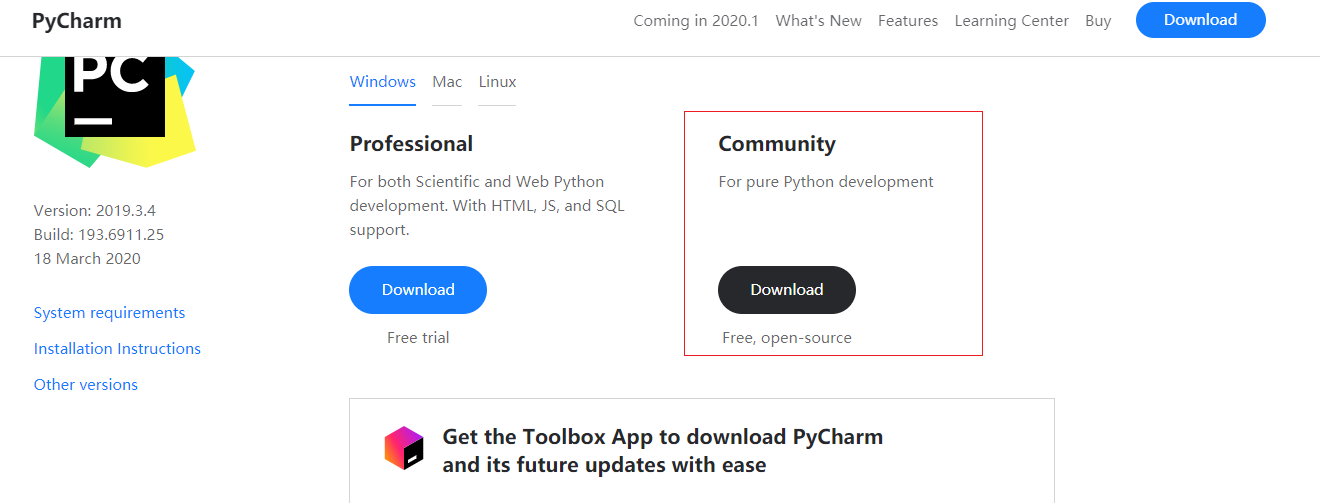 PyCharm
Coming in 2020.1 What's New Features Learning Center Buy Download
PC
Windows Mac Linux
Professional
For both Scientific and Web Python
development. With HTML, JS, and SQL
support.
Download
Free trial
Community
For pure Python development
Download
Free, open-source
Version: 2019.3.4
Build: 193.6911.25
18 March 2020
System requirements
Installation Instructions
Other versions
Get the Toolbox App to download PyCharm
and its future updates with ease